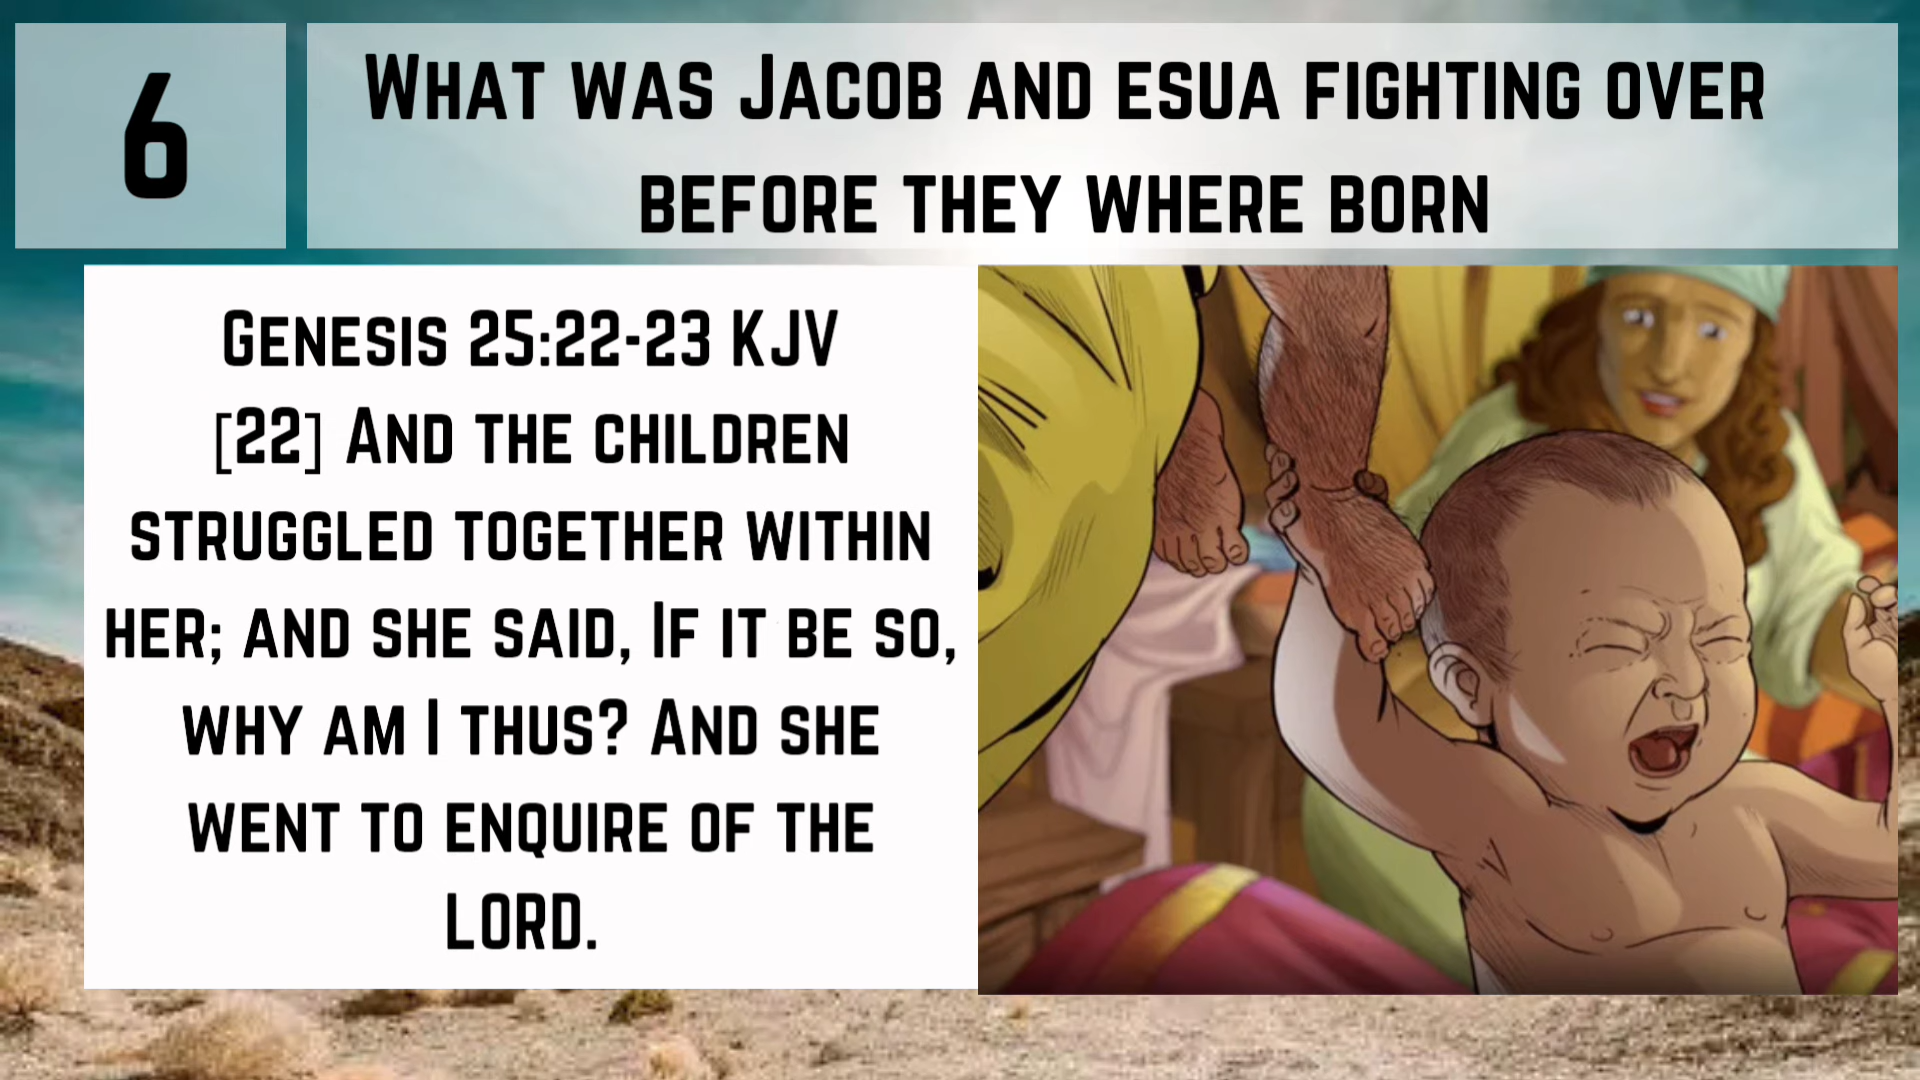 6
What was Jacob and esua fighting over
before they where born
Genesis 25:22-23 KJV
[22] And the children
struggled together within
her; and she said, If it be so,
why am I thus? And she
went to enquire of the
LORD.